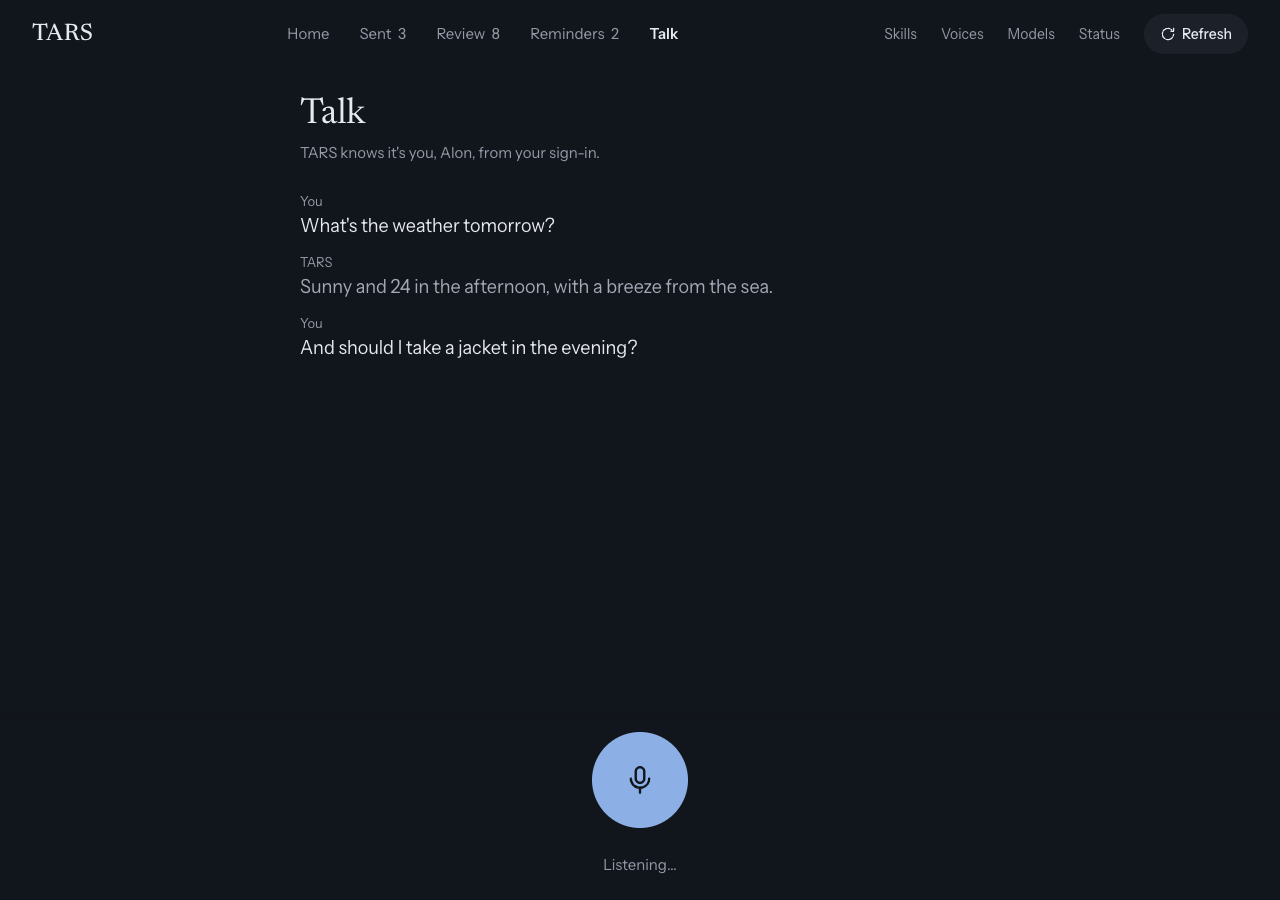 TARS
Home Sent 3 Review 8 Reminders 2 Talk
Skills Voices Models Status Refresh
Talk
TARS knows it's you, Alon, from your sign-in.
You
What's the weather tomorrow?
TARS
Sunny and 24 in the afternoon, with a breeze from the sea.
You
And should I take a jacket in the evening?
Listening...